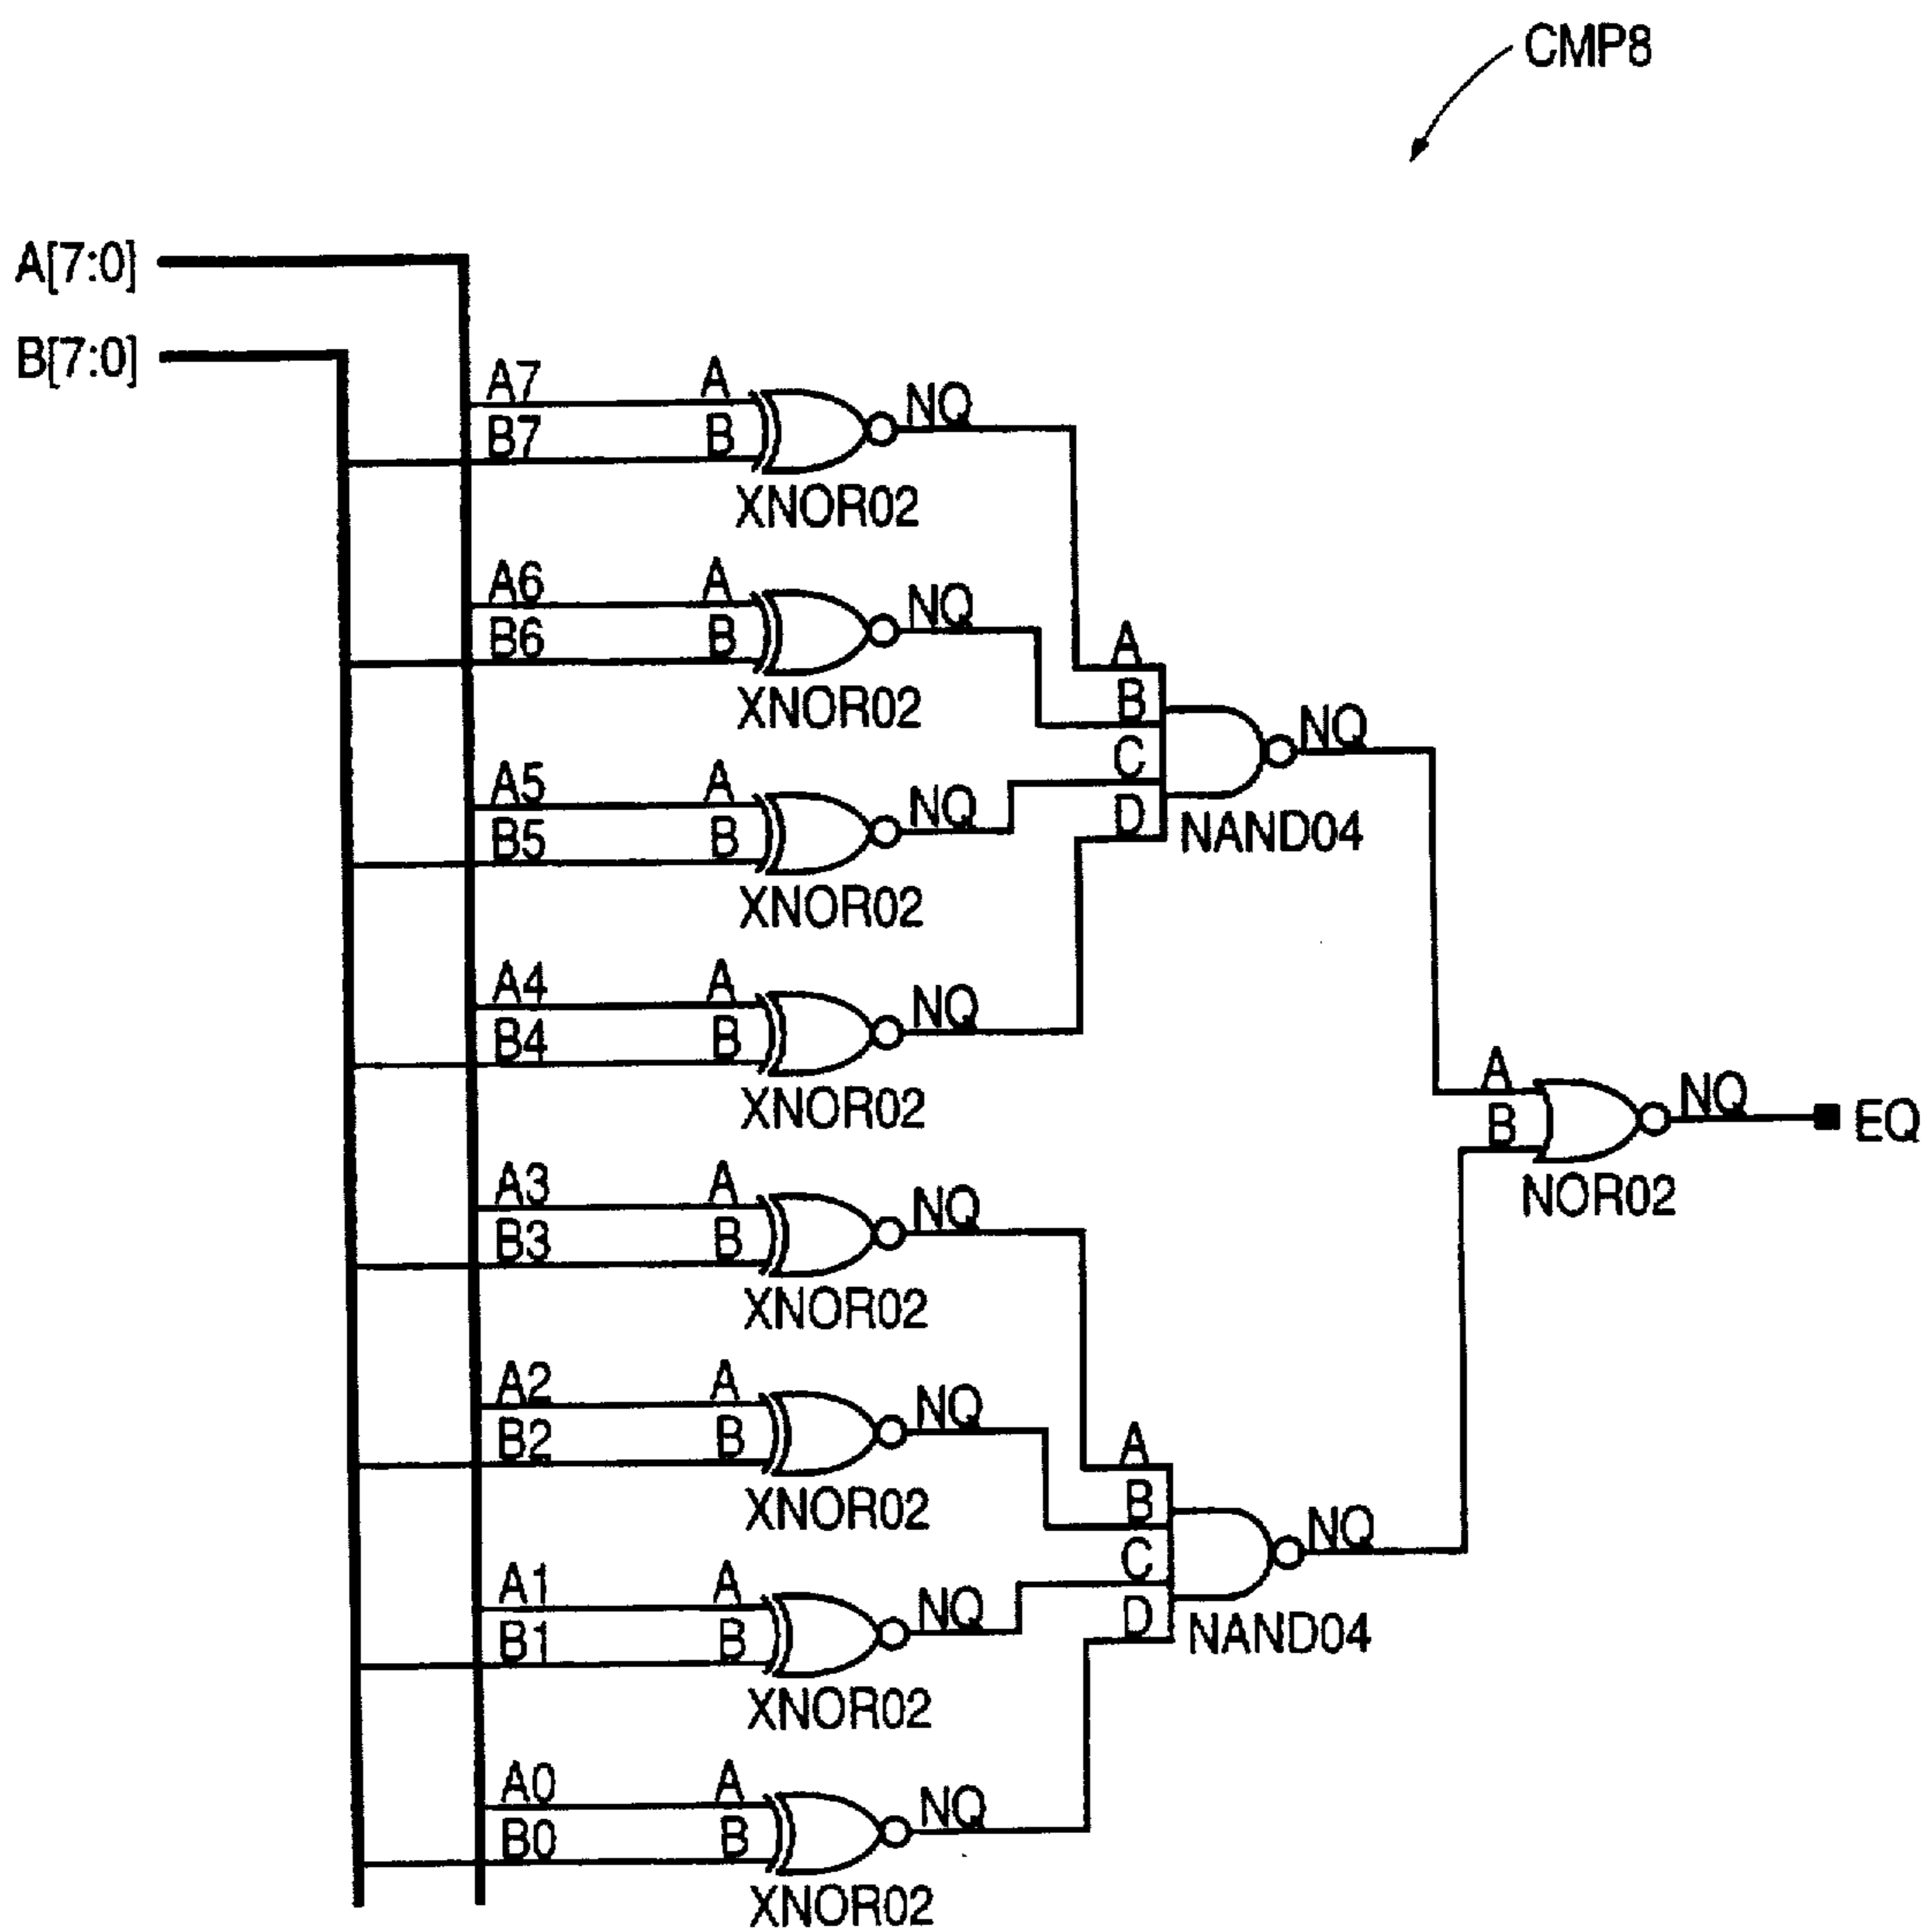 CMP8
A[7:0]
B[7:0]
A7 A NQ
B7 B
XNOR02
A6 A NQ
B6 B
XNOR02
A
B
C
D
NQ
NAND04
A5 A NQ
B5 B
XNOR02
A4 A NQ
B4 B
XNOR02
A
B
NQ
EQ
NOR02
A3 A NQ
B3 B
XNOR02
A2 A NQ
B2 B
XNOR02
A
B
C
D
NQ
NAND04
A1 A NQ
B1 B
XNOR02
A0 A NQ
B0 B
XNOR02